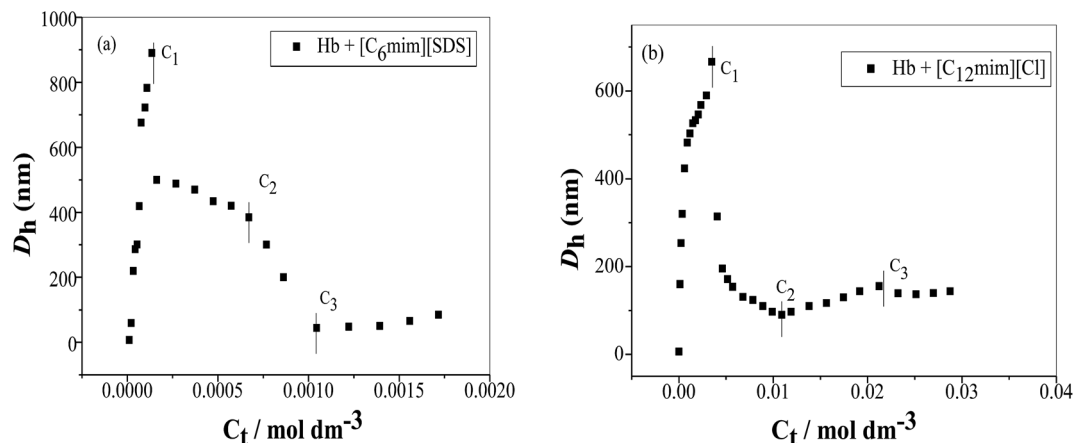 (a)
Hb + [C6mim][SDS]
C1
C2
C3
1000
800
600
400
200
0
Dh (nm)
0.0000
0.0005
0.0010
0.0015
0.0020
Ct / mol dm-3
(b)
Hb + [C12mim][Cl]
C1
C2
C3
600
400
200
0
Dh (nm)
0.00
0.01
0.02
0.03
0.04
Ct / mol dm-3